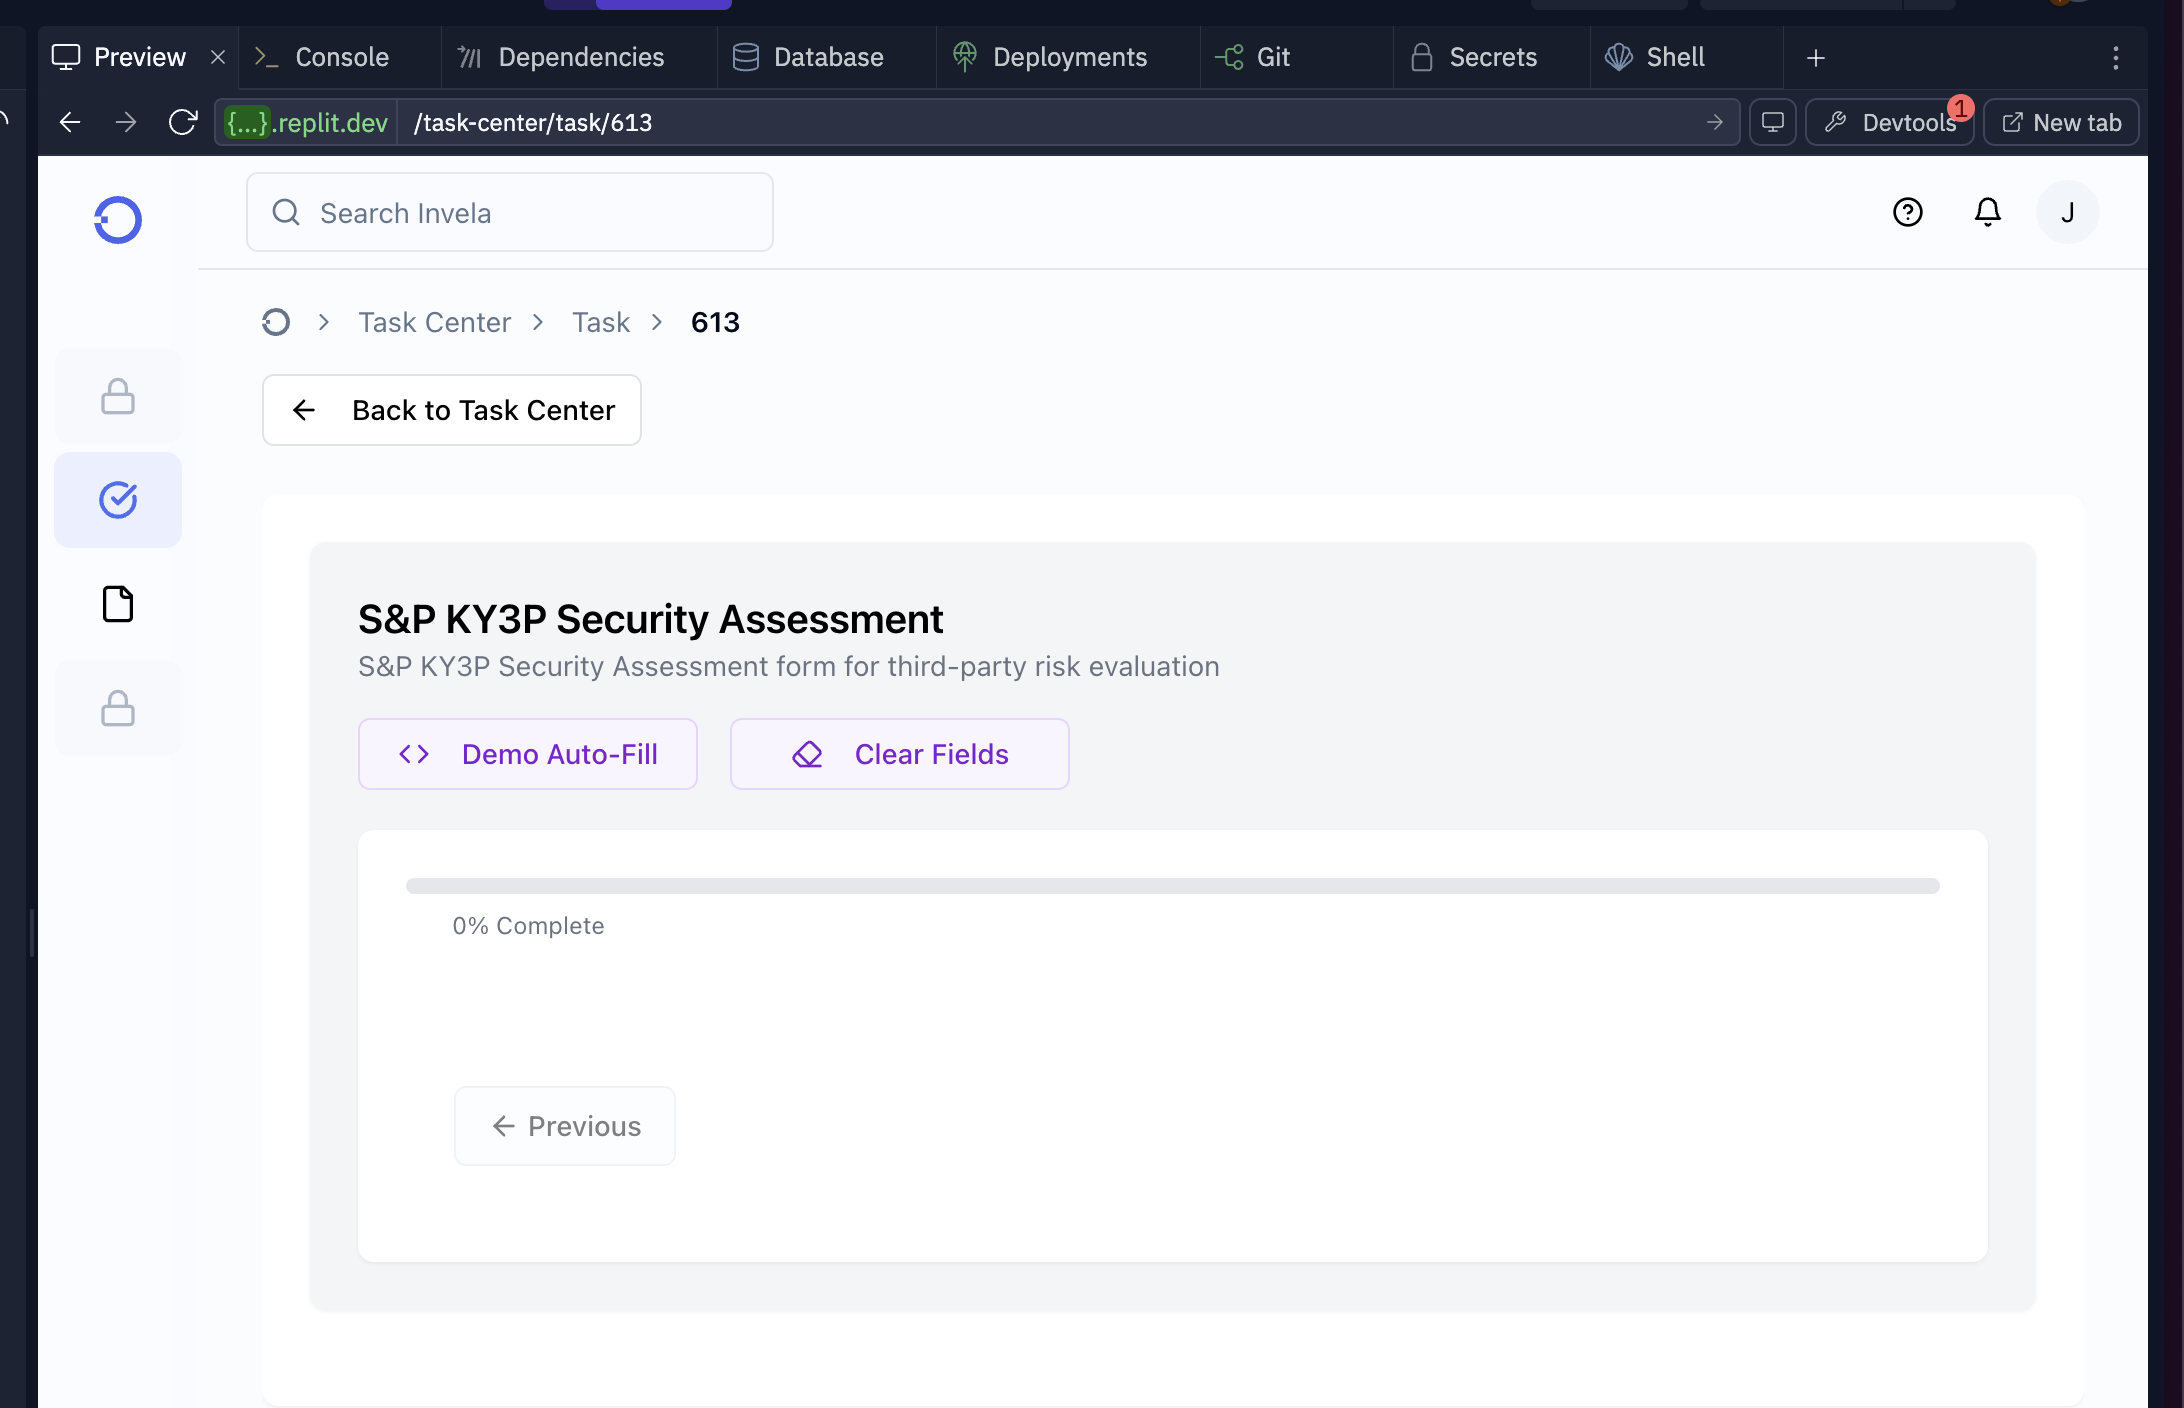 Preview
Console
Dependencies
Database
Deployments
Git
Secrets
Shell
{...}.replit.dev
/task-center/task/613
Devtools
1
New tab
Search Invela
J
Task Center
Task
613
Back to Task Center
S&P KY3P Security Assessment
S&P KY3P Security Assessment form for third-party risk evaluation
Demo Auto-Fill
Clear Fields
0% Complete
Previous